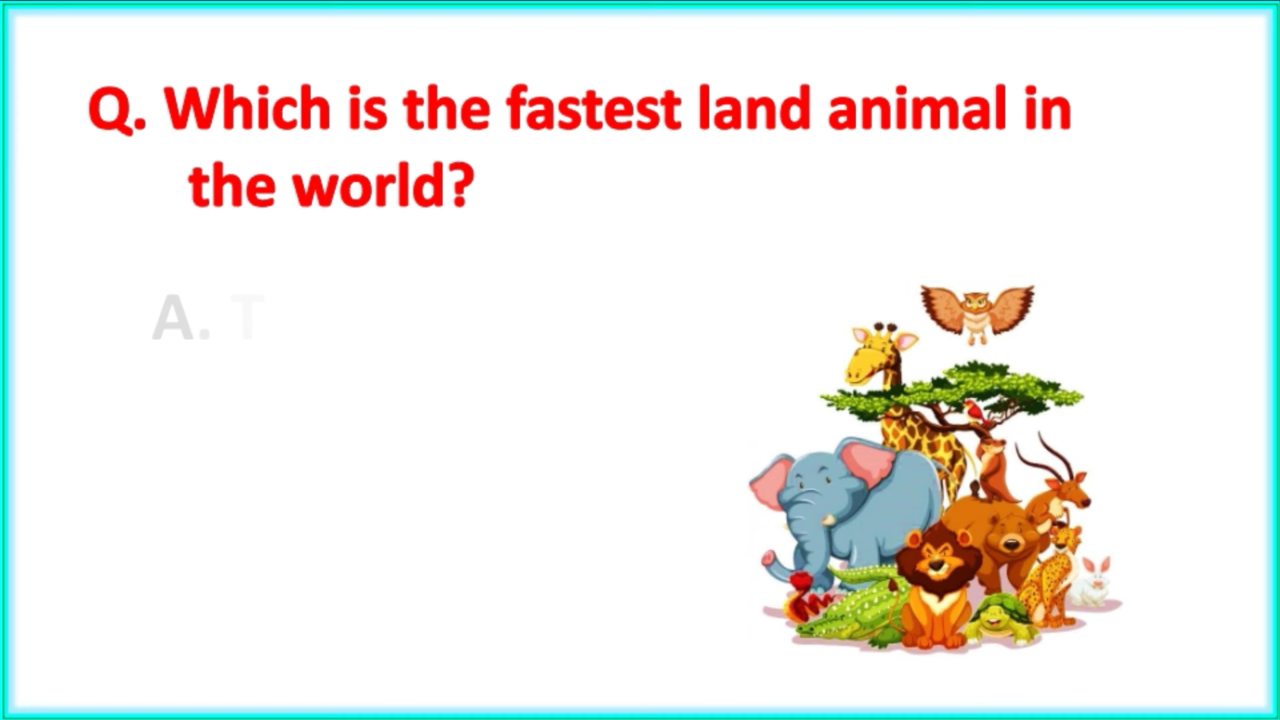 Q. Which is the fastest land animal in
the world?
A. T